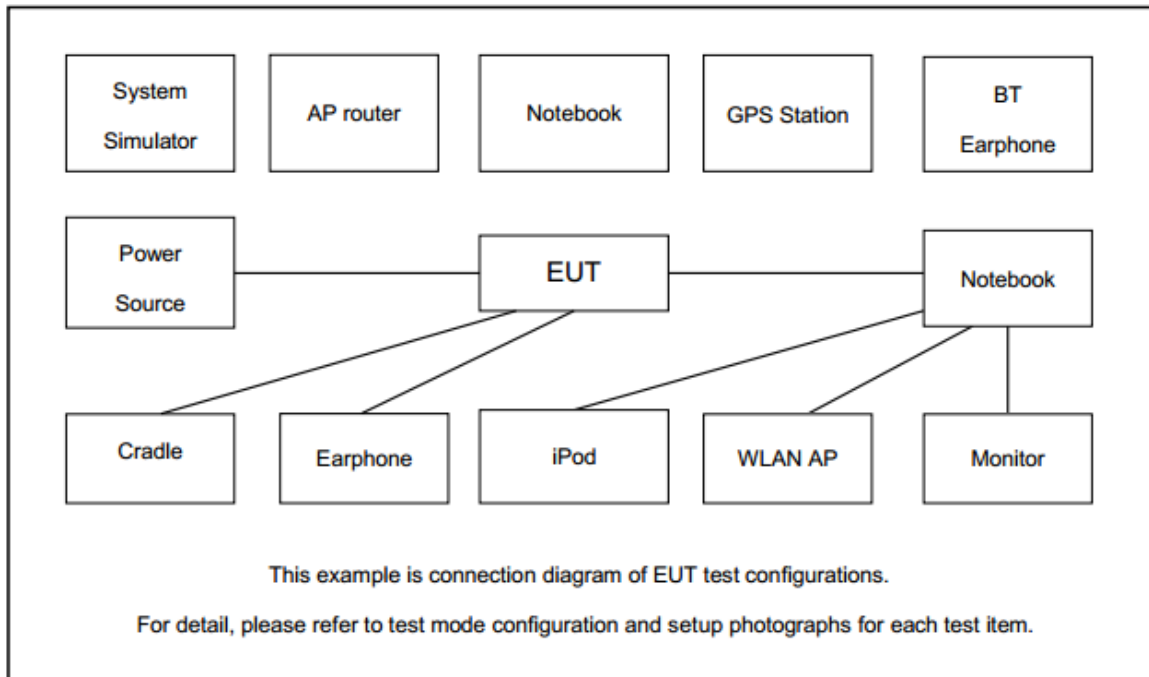 System
Simulator
AP router
Notebook
GPS Station
BT
Earphone
Power
Source
EUT
Notebook
Cradle
Earphone
iPod
WLAN AP
Monitor
This example is connection diagram of EUT test configurations.
For detail, please refer to test mode configuration and setup photographs for each test item.